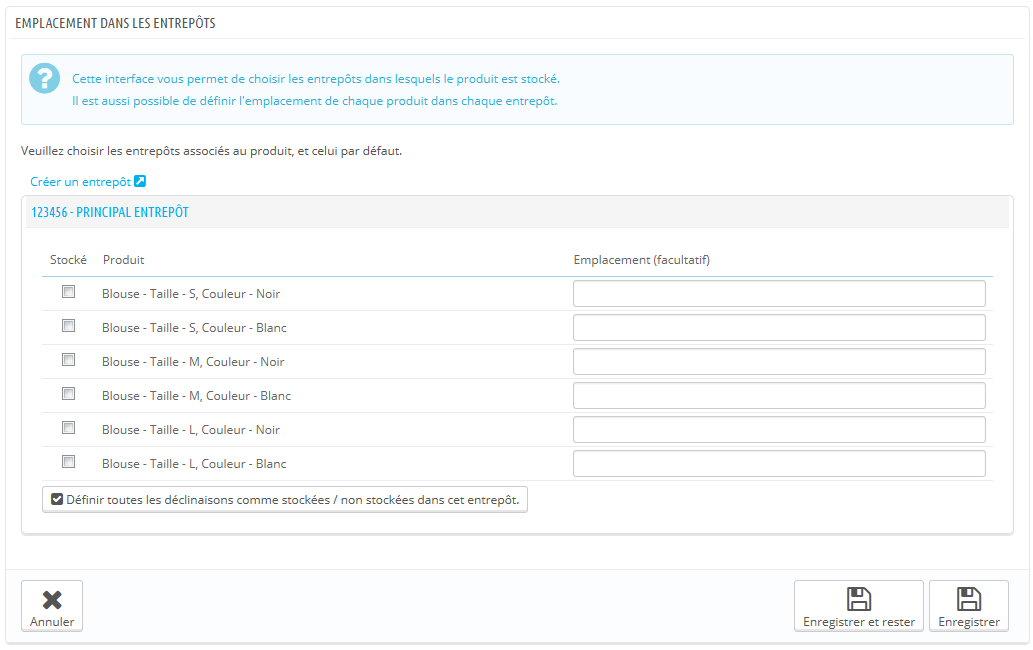 EMPLACEMENT DANS LES ENTREPÔTS
Cette interface vous permet de choisir les entrepôts dans lesquels le produit est stocké.
Il est aussi possible de définir l'emplacement de chaque produit dans chaque entrepôt.
Veuillez choisir les entrepôts associés au produit, et celui par défaut.
Créer un entrepôt
123456 - PRINCIPAL ENTREPÔT
Stocké Produit Emplacement (facultatif)
Blouse - Taille - S, Couleur - Noir
Blouse - Taille - S, Couleur - Blanc
Blouse - Taille - M, Couleur - Noir
Blouse - Taille - M, Couleur - Blanc
Blouse - Taille - L, Couleur - Noir
Blouse - Taille - L, Couleur - Blanc
Définir toutes les déclinaisons comme stockées / non stockées dans cet entrepôt.
Annuler Enregistrer et rester Enregistrer